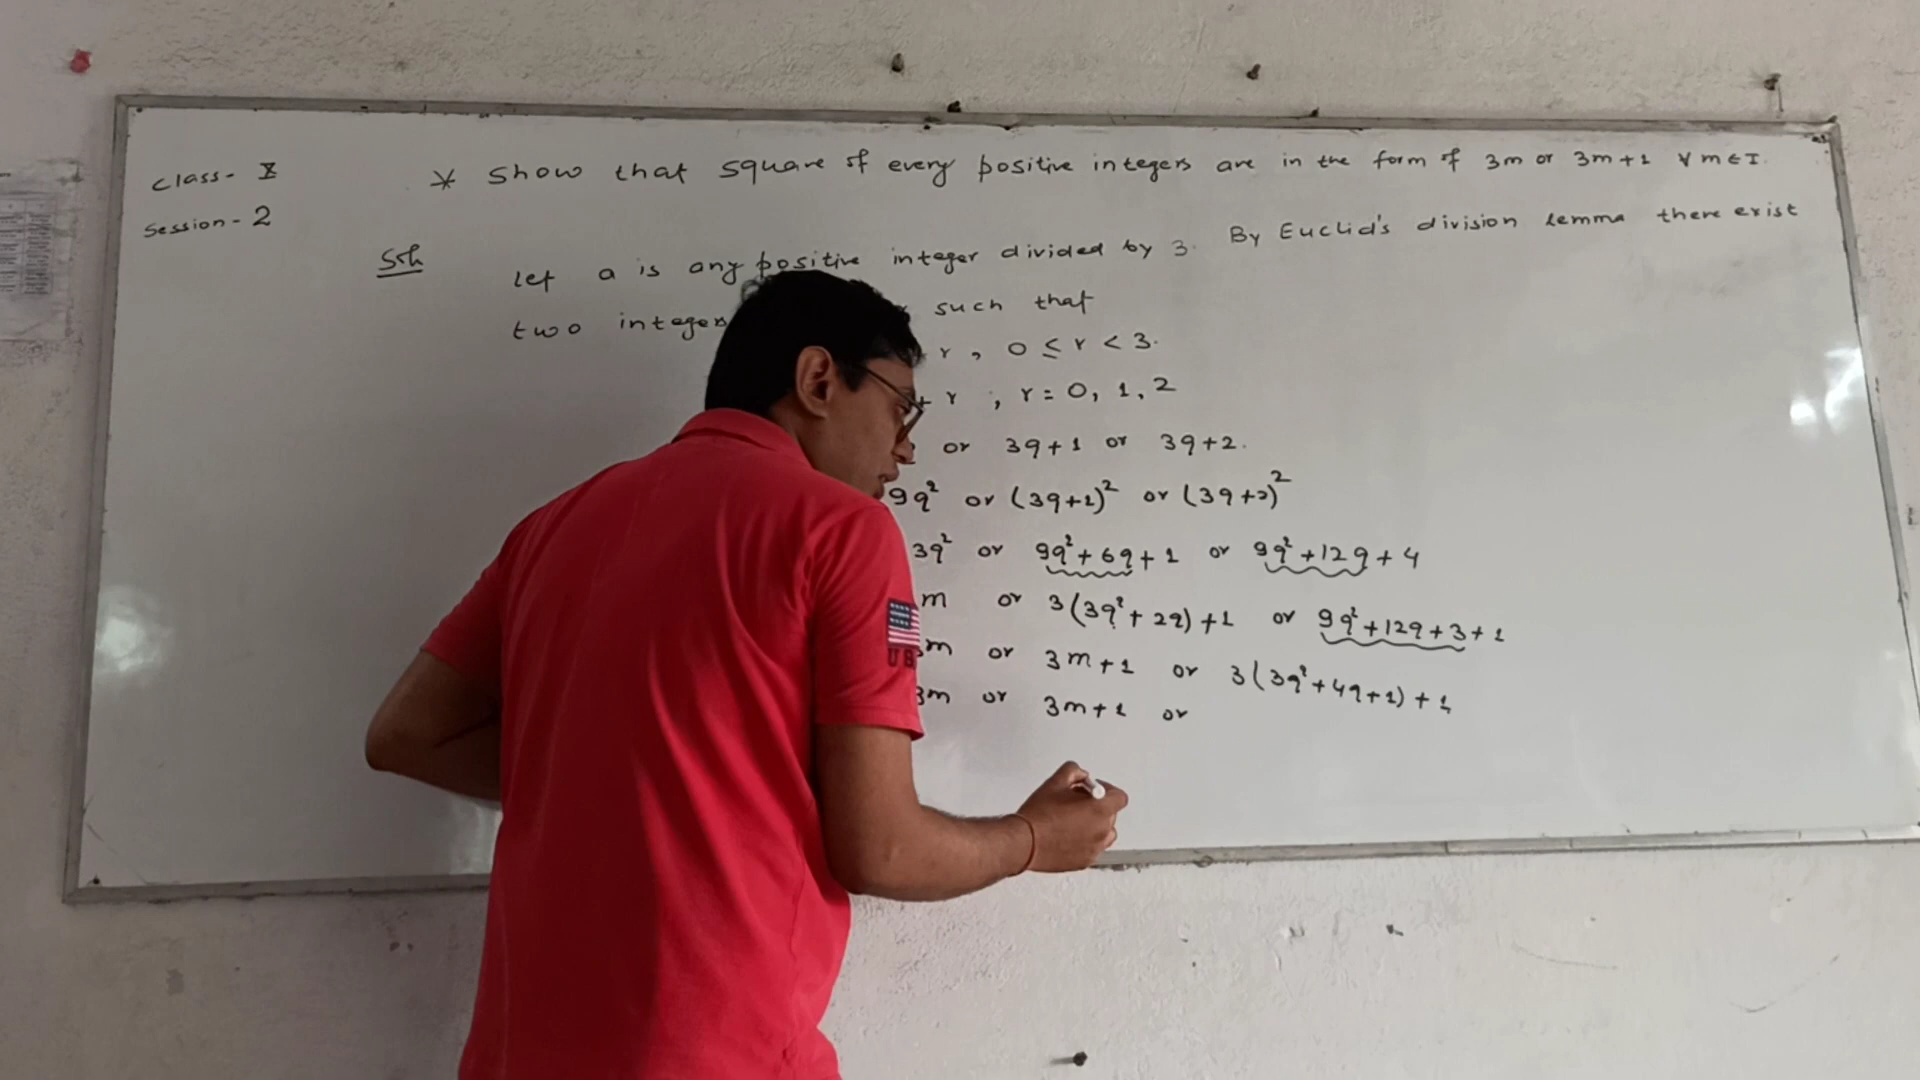 Class - X
Session - 2
* Show that square of every positive integers are in the form of 3m or 3m+1 ∀ m∈I.
Soln
Let a is any positive integer divided by 3. By Euclid's division lemma there exist
two integers such that
r , 0 ≤ r < 3.
+ r , r = 0, 1, 2
or 3q+1 or 3q+2.
9q² or (3q+1)² or (3q+2)²
3q² or 9q²+6q+1 or 9q²+12q+4
m or 3(3q²+2q)+1 or 9q²+12q+3+1
3m or 3m+1 or 3(3q²+4q+1)+1
3m or 3m+1 or
US